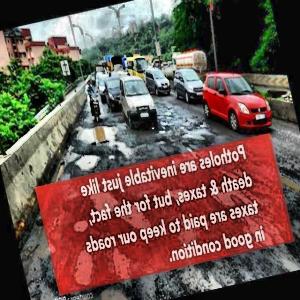 Potholes are inevitable just like
death & taxes, but for the fact,
taxes are paid to keep our roads
in good condition.